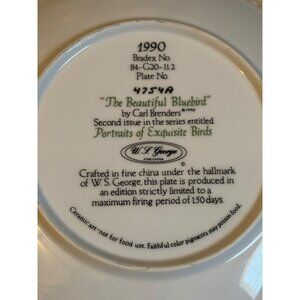 1990
Bradex No.
84-G20-11.2
Plate No.
4754A
"The Beautiful Bluebird"
by Carl Brenders ©1990
Second issue in the series entitled
Portraits of Exquisite Birds
W. S. George
FINE CHINA
©
Crafted in fine china under the hallmark
of W. S. George, this plate is produced in
an edition strictly limited to a
maximum firing period of 150 days.
Ceramic art-not for food use. Faithful color pigments may poison food.